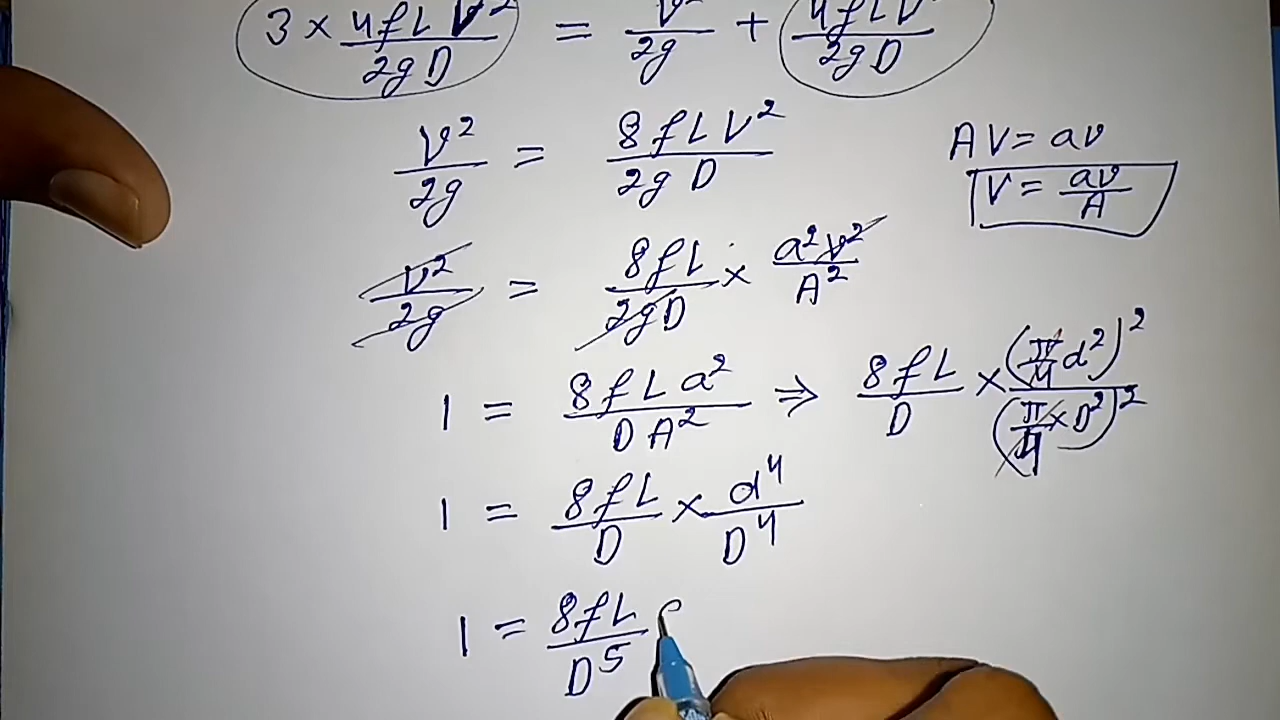 3 × 4fLV²/2gD = v²/2g + 4fLV²/2gD
v²/2g = 8fLV²/2gD
AV = av
V = av/A
v²/2g = 8fL/2gD × a²v²/A²
1 = 8fLa²/DA² ⇒ 8fL/D × (π/4 d²)²/(π/4 × D²)²
1 = 8fL/D × d⁴/D⁴
1 = 8fL/D⁵